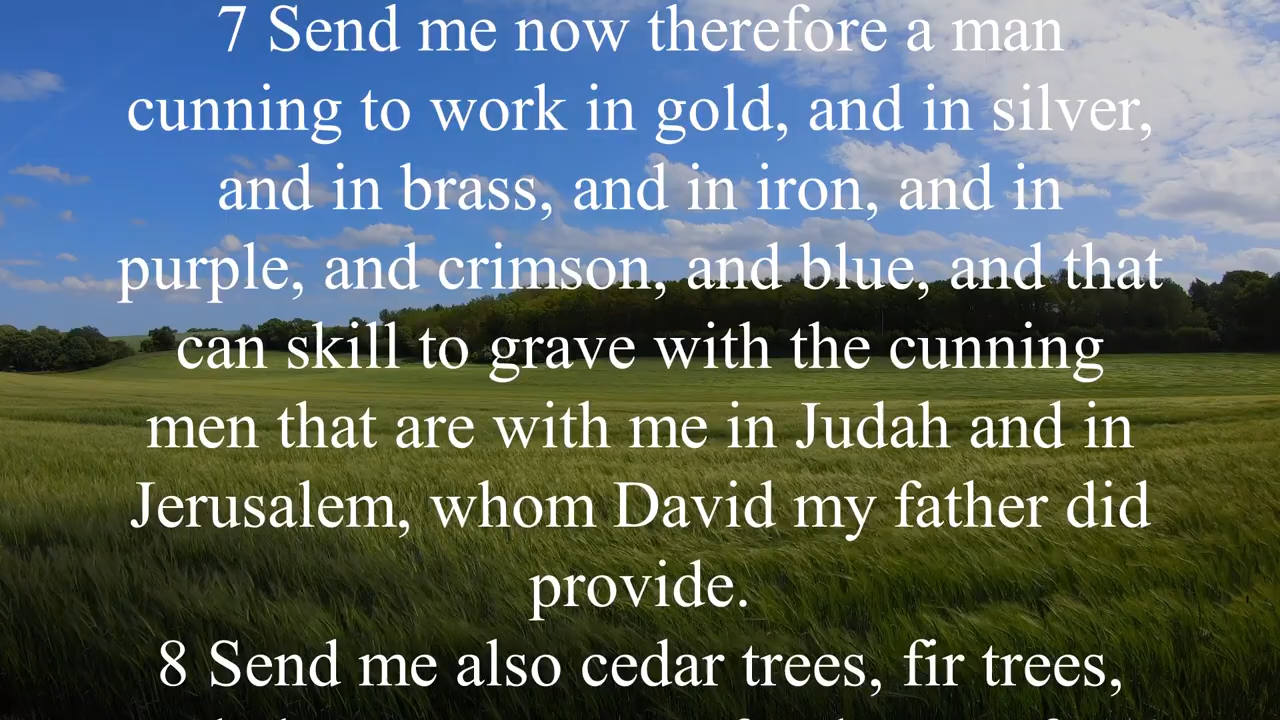 7 Send me now therefore a man
cunning to work in gold, and in silver,
and in brass, and in iron, and in
purple, and crimson, and blue, and that
can skill to grave with the cunning
men that are with me in Judah and in
Jerusalem, whom David my father did
provide.
8 Send me also cedar trees, fir trees,